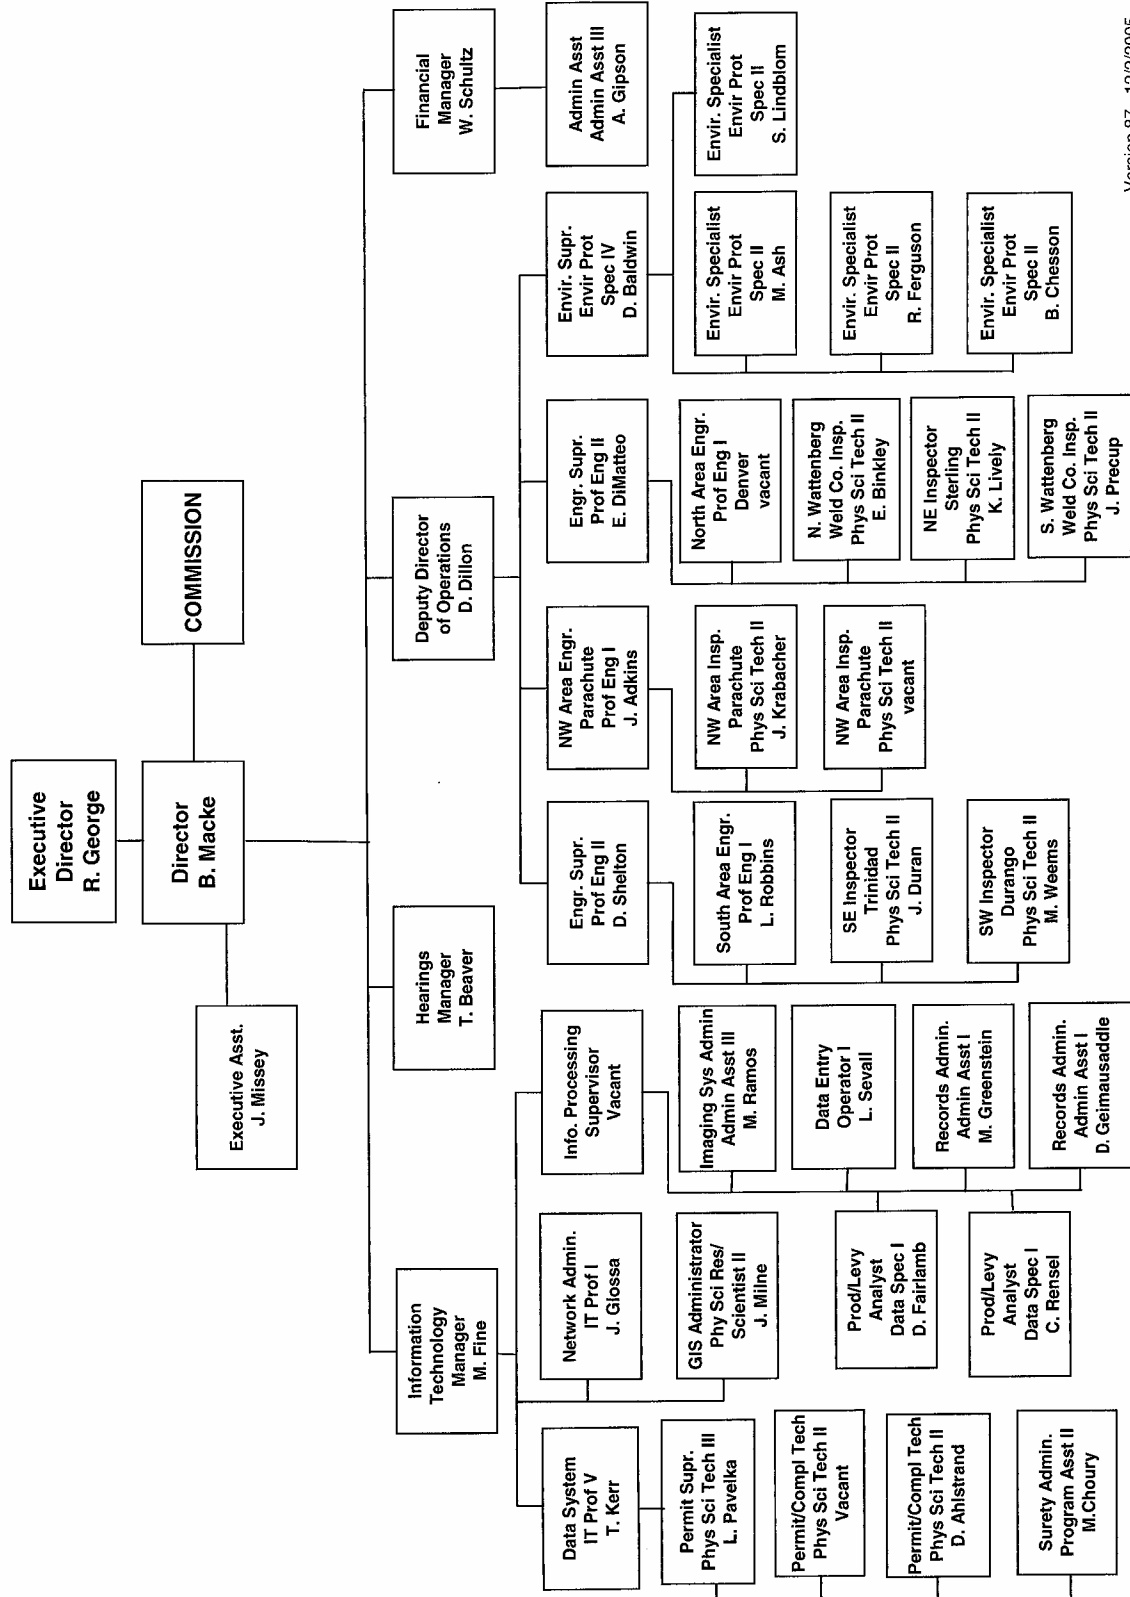 Executive
Director
R. George
Director
B. Macke
COMMISSION
Executive Asst.
J. Missey
Information
Technology
Manager
M. Fine
Hearings
Manager
T. Beaver
Deputy Director
of Operations
D. Dillon
Financial
Manager
W. Schultz
Data System
IT Prof V
T. Kerr
Network Admin.
IT Prof I
J. Glossa
Info. Processing
Supervisor
Vacant
Engr. Supr.
Prof Eng II
D. Shelton
NW Area Engr.
Parachute
Prof Eng I
J. Adkins
Engr. Supr.
Prof Eng II
E. DiMatteo
Envir. Supr.
Envir Prot
Spec IV
D. Baldwin
Admin Asst
Admin Asst III
A. Gipson
Permit Supr.
Phys Sci Tech III
L. Pavelka
GIS Administrator
Phy Sci Res/
Scientist II
J. Milne
Imaging Sys Admin
Admin Asst III
M. Ramos
South Area Engr.
Prof Eng I
L. Robbins
NW Area Insp.
Parachute
Phys Sci Tech II
J. Krabacher
North Area Engr.
Prof Eng I
Denver
vacant
Envir. Specialist
Envir Prot
Spec II
M. Ash
Envir. Specialist
Envir Prot
Spec II
S. Lindblom
Permit/Compl Tech
Phys Sci Tech II
Vacant
Prod/Levy
Analyst
Data Spec I
D. Fairlamb
Data Entry
Operator I
L. Sevall
SE Inspector
Trinidad
Phys Sci Tech II
J. Duran
NW Area Insp.
Parachute
Phys Sci Tech II
vacant
N. Wattenberg
Weld Co. Insp.
Phys Sci Tech II
E. Binkley
Envir. Specialist
Envir Prot
Spec II
R. Ferguson
Permit/Compl Tech
Phys Sci Tech II
D. Ahlstrand
Prod/Levy
Analyst
Data Spec I
C. Rensel
Records Admin.
Admin Asst I
M. Greenstein
SW Inspector
Durango
Phys Sci Tech II
M. Weems
NE Inspector
Sterling
Phys Sci Tech II
K. Lively
Envir. Specialist
Envir Prot
Spec II
B. Chesson
Surety Admin.
Program Asst II
M.Choury
Records Admin.
Admin Asst I
D. Geimausaddle
S. Wattenberg
Weld Co. Insp.
Phys Sci Tech II
J. Precup